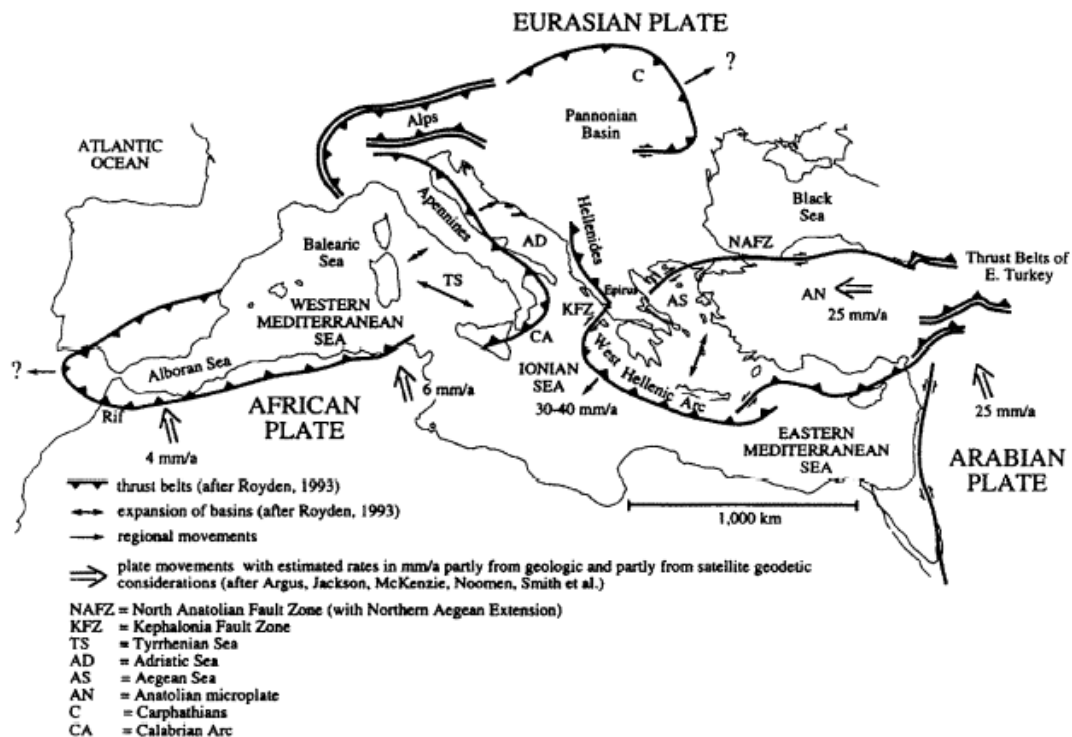 EURASIAN PLATE
C
?
Alps
Pannonian
Basin
ATLANTIC
OCEAN
Black
Sea
Apennines
Hellenides
Balearic
Sea
AD
NAFZ
Thrust Belts of
E. Turkey
TS
Epirus
AS
AN
WESTERN
MEDITERRANEAN
SEA
KFZ
25 mm/a
CA
?
Alboran Sea
IONIAN
SEA
West Hellenic Arc
6 mm/a
Rif
AFRICAN
PLATE
30-40 mm/a
25 mm/a
EASTERN
MEDITERRANEAN
SEA
ARABIAN
PLATE
4 mm/a
thrust belts (after Royden, 1993)
expansion of basins (after Royden, 1993)
1,000 km
regional movements
plate movements with estimated rates in mm/a partly from geologic and partly from satellite geodetic
considerations (after Argus, Jackson, McKenzie, Noomen, Smith et al.)
NAFZ = North Anatolian Fault Zone (with Northern Aegean Extension)
KFZ = Kephalonia Fault Zone
TS = Tyrrhenian Sea
AD = Adriatic Sea
AS = Aegean Sea
AN = Anatolian microplate
C = Carphathians
CA = Calabrian Arc